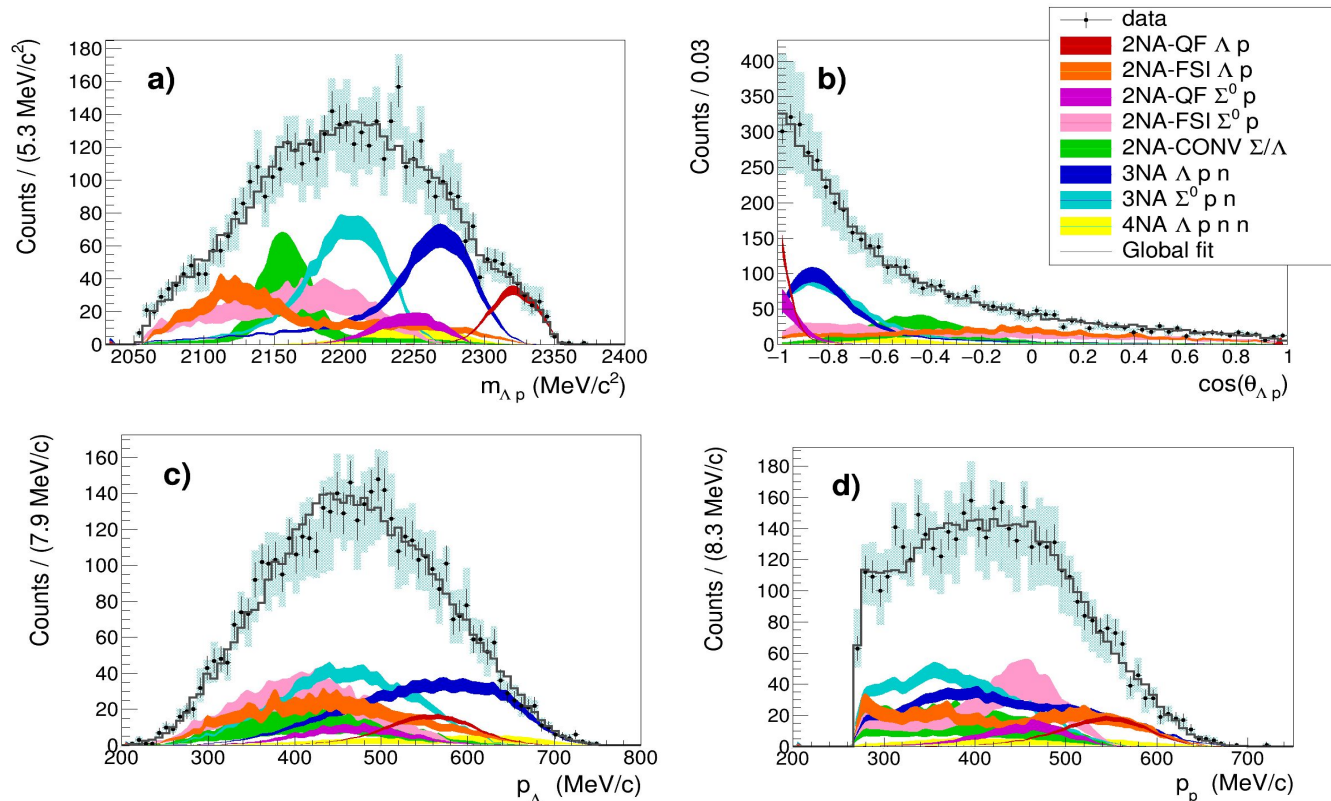 a)
Counts / (5.3 MeV/c²)
180
160
140
120
100
80
60
40
20
0
2050 2100 2150 2200 2250 2300 2350 2400
m_Λ p (MeV/c²)
b)
Counts / 0.03
400
350
300
250
200
150
100
50
0
−1 −0.8 −0.6 −0.4 −0.2 0 0.2 0.4 0.6 0.8 1
cos(θ_Λ p)
data
2NA-QF Λ p
2NA-FSI Λ p
2NA-QF Σ⁰ p
2NA-FSI Σ⁰ p
2NA-CONV Σ/Λ
3NA Λ p n
3NA Σ⁰ p n
4NA Λ p n n
Global fit
c)
Counts / (7.9 MeV/c)
160
140
120
100
80
60
40
20
0
200 300 400 500 600 700 800
p_Λ (MeV/c)
d)
Counts / (8.3 MeV/c)
180
160
140
120
100
80
60
40
20
0
200 300 400 500 600 700
p_p (MeV/c)